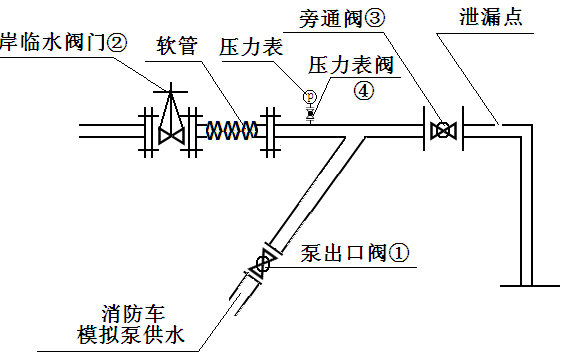 岸临水阀门②
软管
压力表
旁通阀③
泄漏点
压力表阀
④
p
泵出口阀①
消防车
模拟泵供水